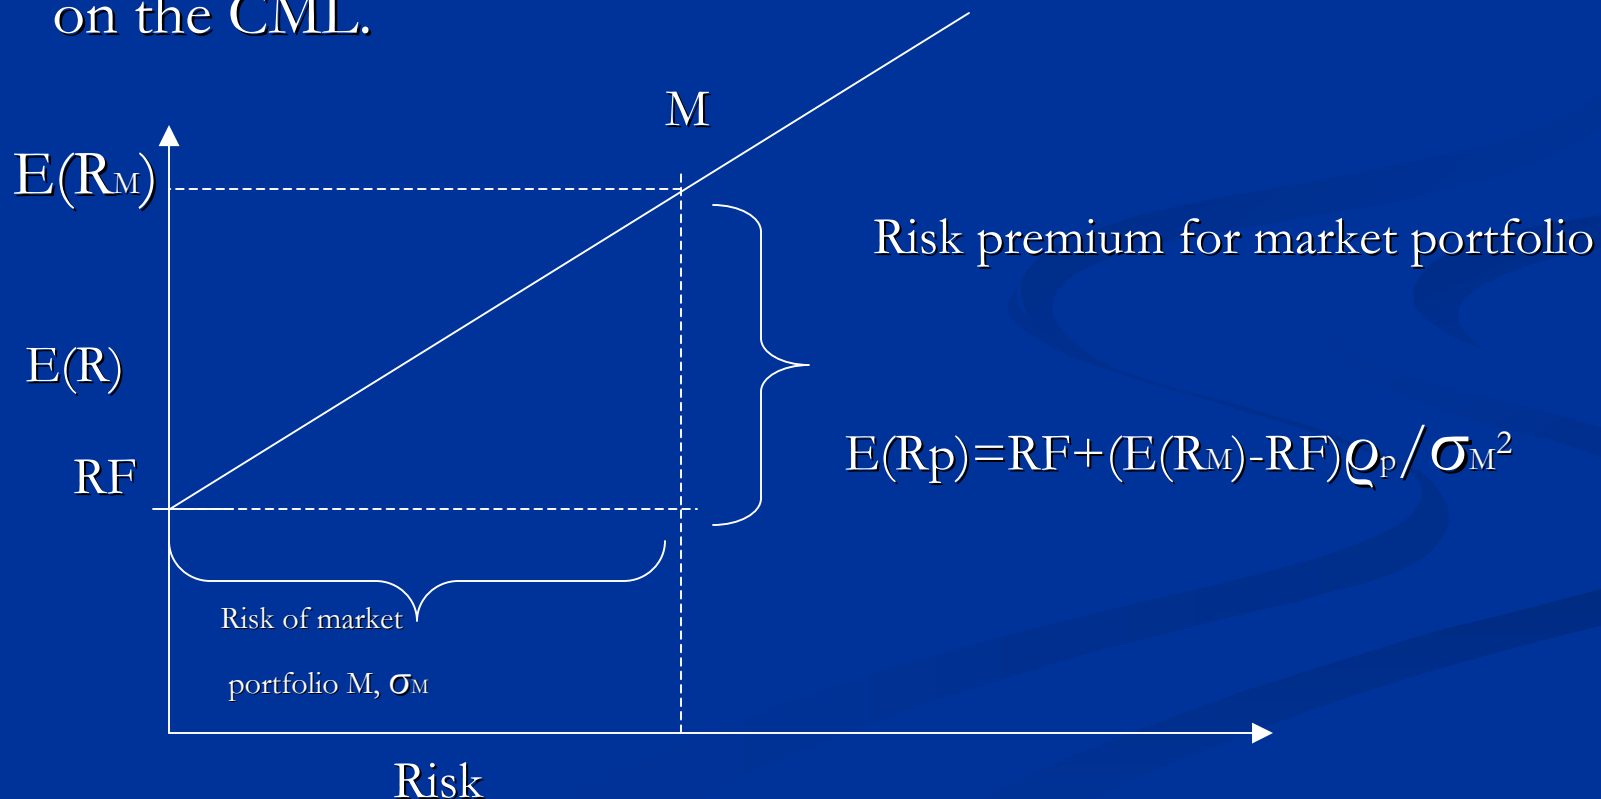 on the CML.
M
E(RM)
Risk premium for market portfolio
E(R)
E(Rp)=RF+(E(RM)-RF)ϱp/σM²
RF
Risk of market
portfolio M, σM
Risk